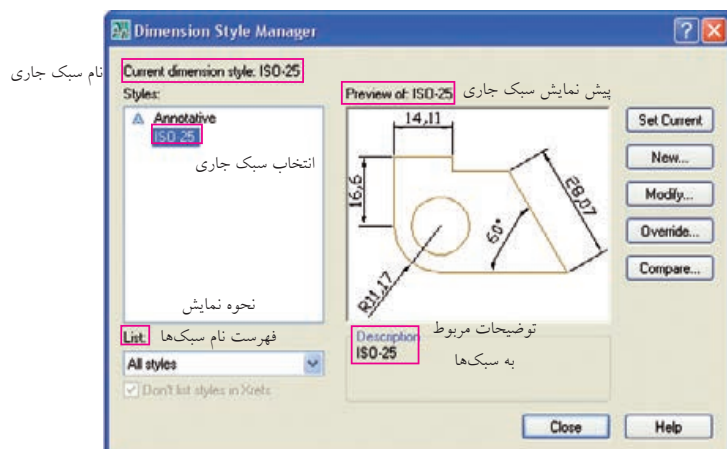 Dimension Style Manager
نام سبک جاری
Current dimension style: ISO-25
Styles:
Annotative
ISO-25
انتخاب سبک جاری
نحوه نمایش
List:
فهرست نام سبک‌ها
All styles
Don't list styles in Xrefs
Preview of: ISO-25
پیش نمایش سبک جاری
14,11
16,6
28,07
60°
R11,17
Description
ISO-25
توضیحات مربوط
به سبک‌ها
Set Current
New...
Modify...
Override...
Compare...
Close
Help